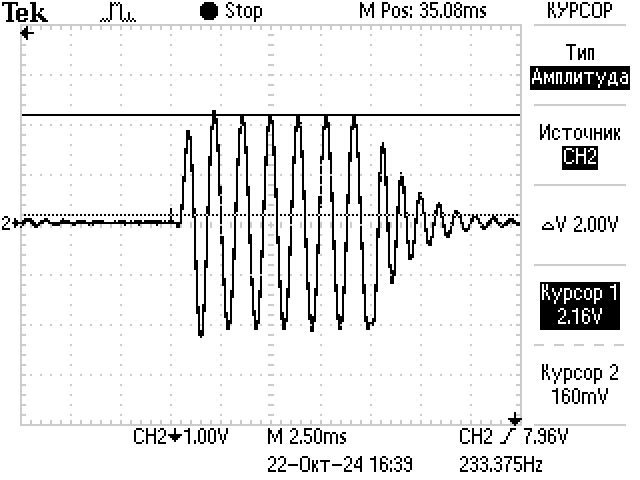 Tek Stop M Pos: 35.08ms КУРСОР
Тип
Амплитуда
Источник
CH2
2
△V 2.00V
Курсор 1
2.16V
Курсор 2
160mV
CH2 1.00V M 2.50ms CH2 7.96V
22-Окт-24 16:39 233.375Hz